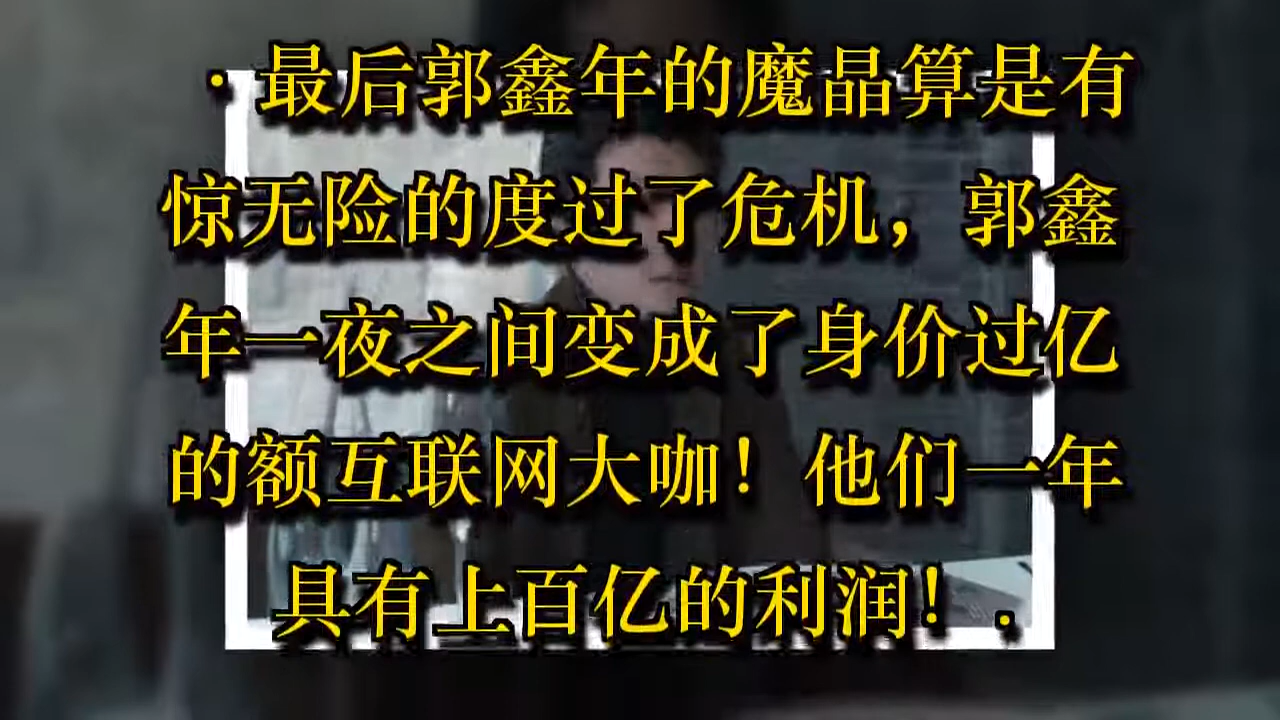 · 最后郭鑫年的魔品算是有
惊无险的度过了危机，郭鑫
年一夜之间变成了身价过亿
的额互联网大咖！他们一年
具有上百亿的利润！.